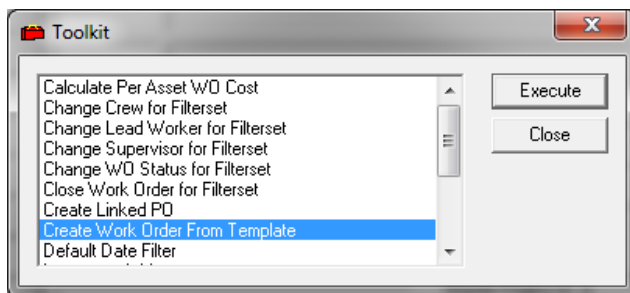 Toolkit
Calculate Per Asset WO Cost
Execute
Change Crew for Filterset
Change Lead Worker for Filterset
Close
Change Supervisor for Filterset
Change WO Status for Filterset
Close Work Order for Filterset
Create Linked PO
Create Work Order From Template
Default Date Filter